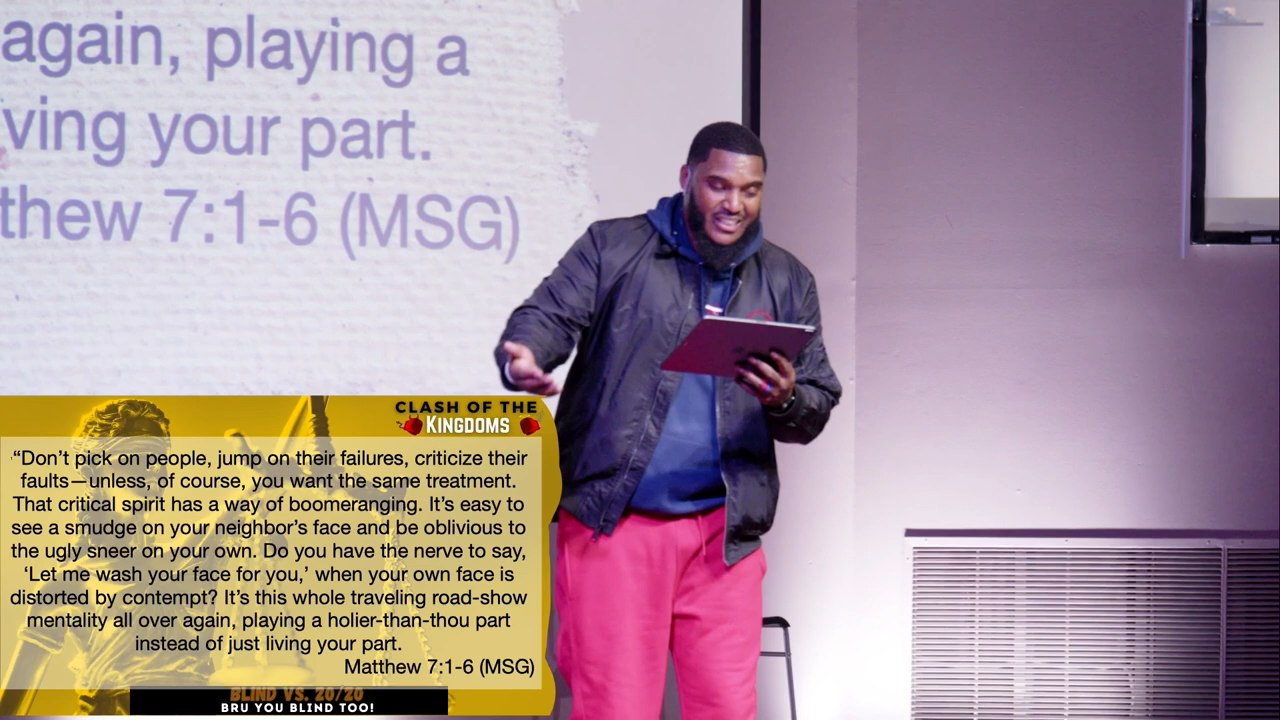 again, playing a
ving your part.
thew 7:1-6 (MSG)
CLASH OF THE
KINGDOMS
“Don’t pick on people, jump on their failures, criticize their
faults—unless, of course, you want the same treatment.
That critical spirit has a way of boomeranging. It’s easy to
see a smudge on your neighbor’s face and be oblivious to
the ugly sneer on your own. Do you have the nerve to say,
‘Let me wash your face for you,’ when your own face is
distorted by contempt? It’s this whole traveling road-show
mentality all over again, playing a holier-than-thou part
instead of just living your part.
Matthew 7:1-6 (MSG)
BLIND VS. 20/20
BRU YOU BLIND TOO!